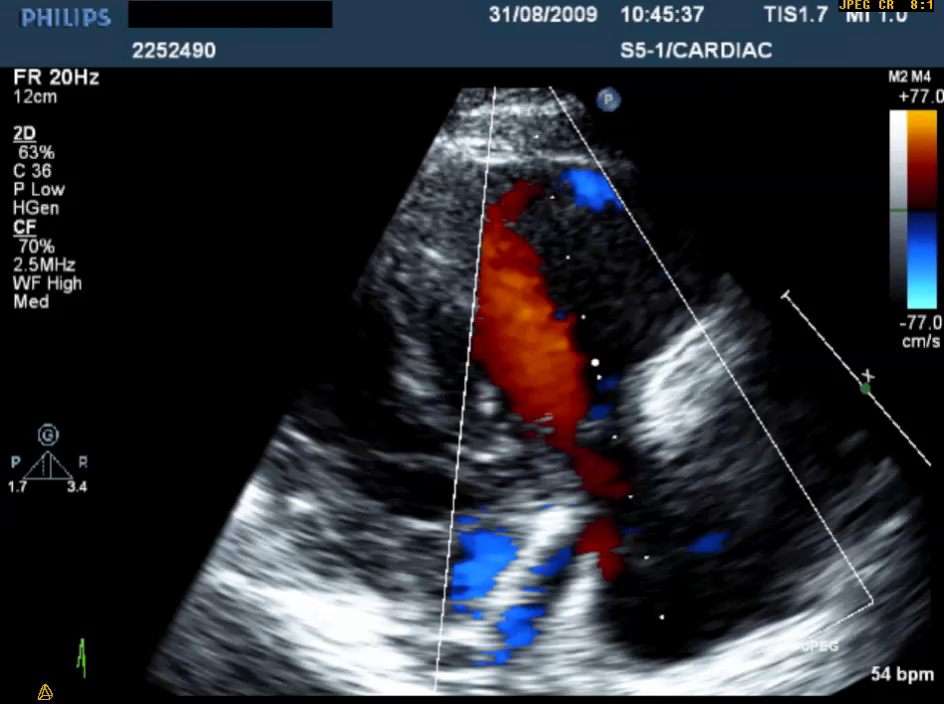 JPEG CR 8:1
PHILIPS 31/08/2009 10:45:37 TIS1.7 MI 1.0
2252490 S5-1/CARDIAC
FR 20Hz
12cm
M2 M4
+77.0
2D
63%
C 36
P Low
HGen
CF
70%
2.5MHz
WF High
Med
P
-77.0
cm/s
X
G
P R
1.7 3.4
JPEG
54 bpm